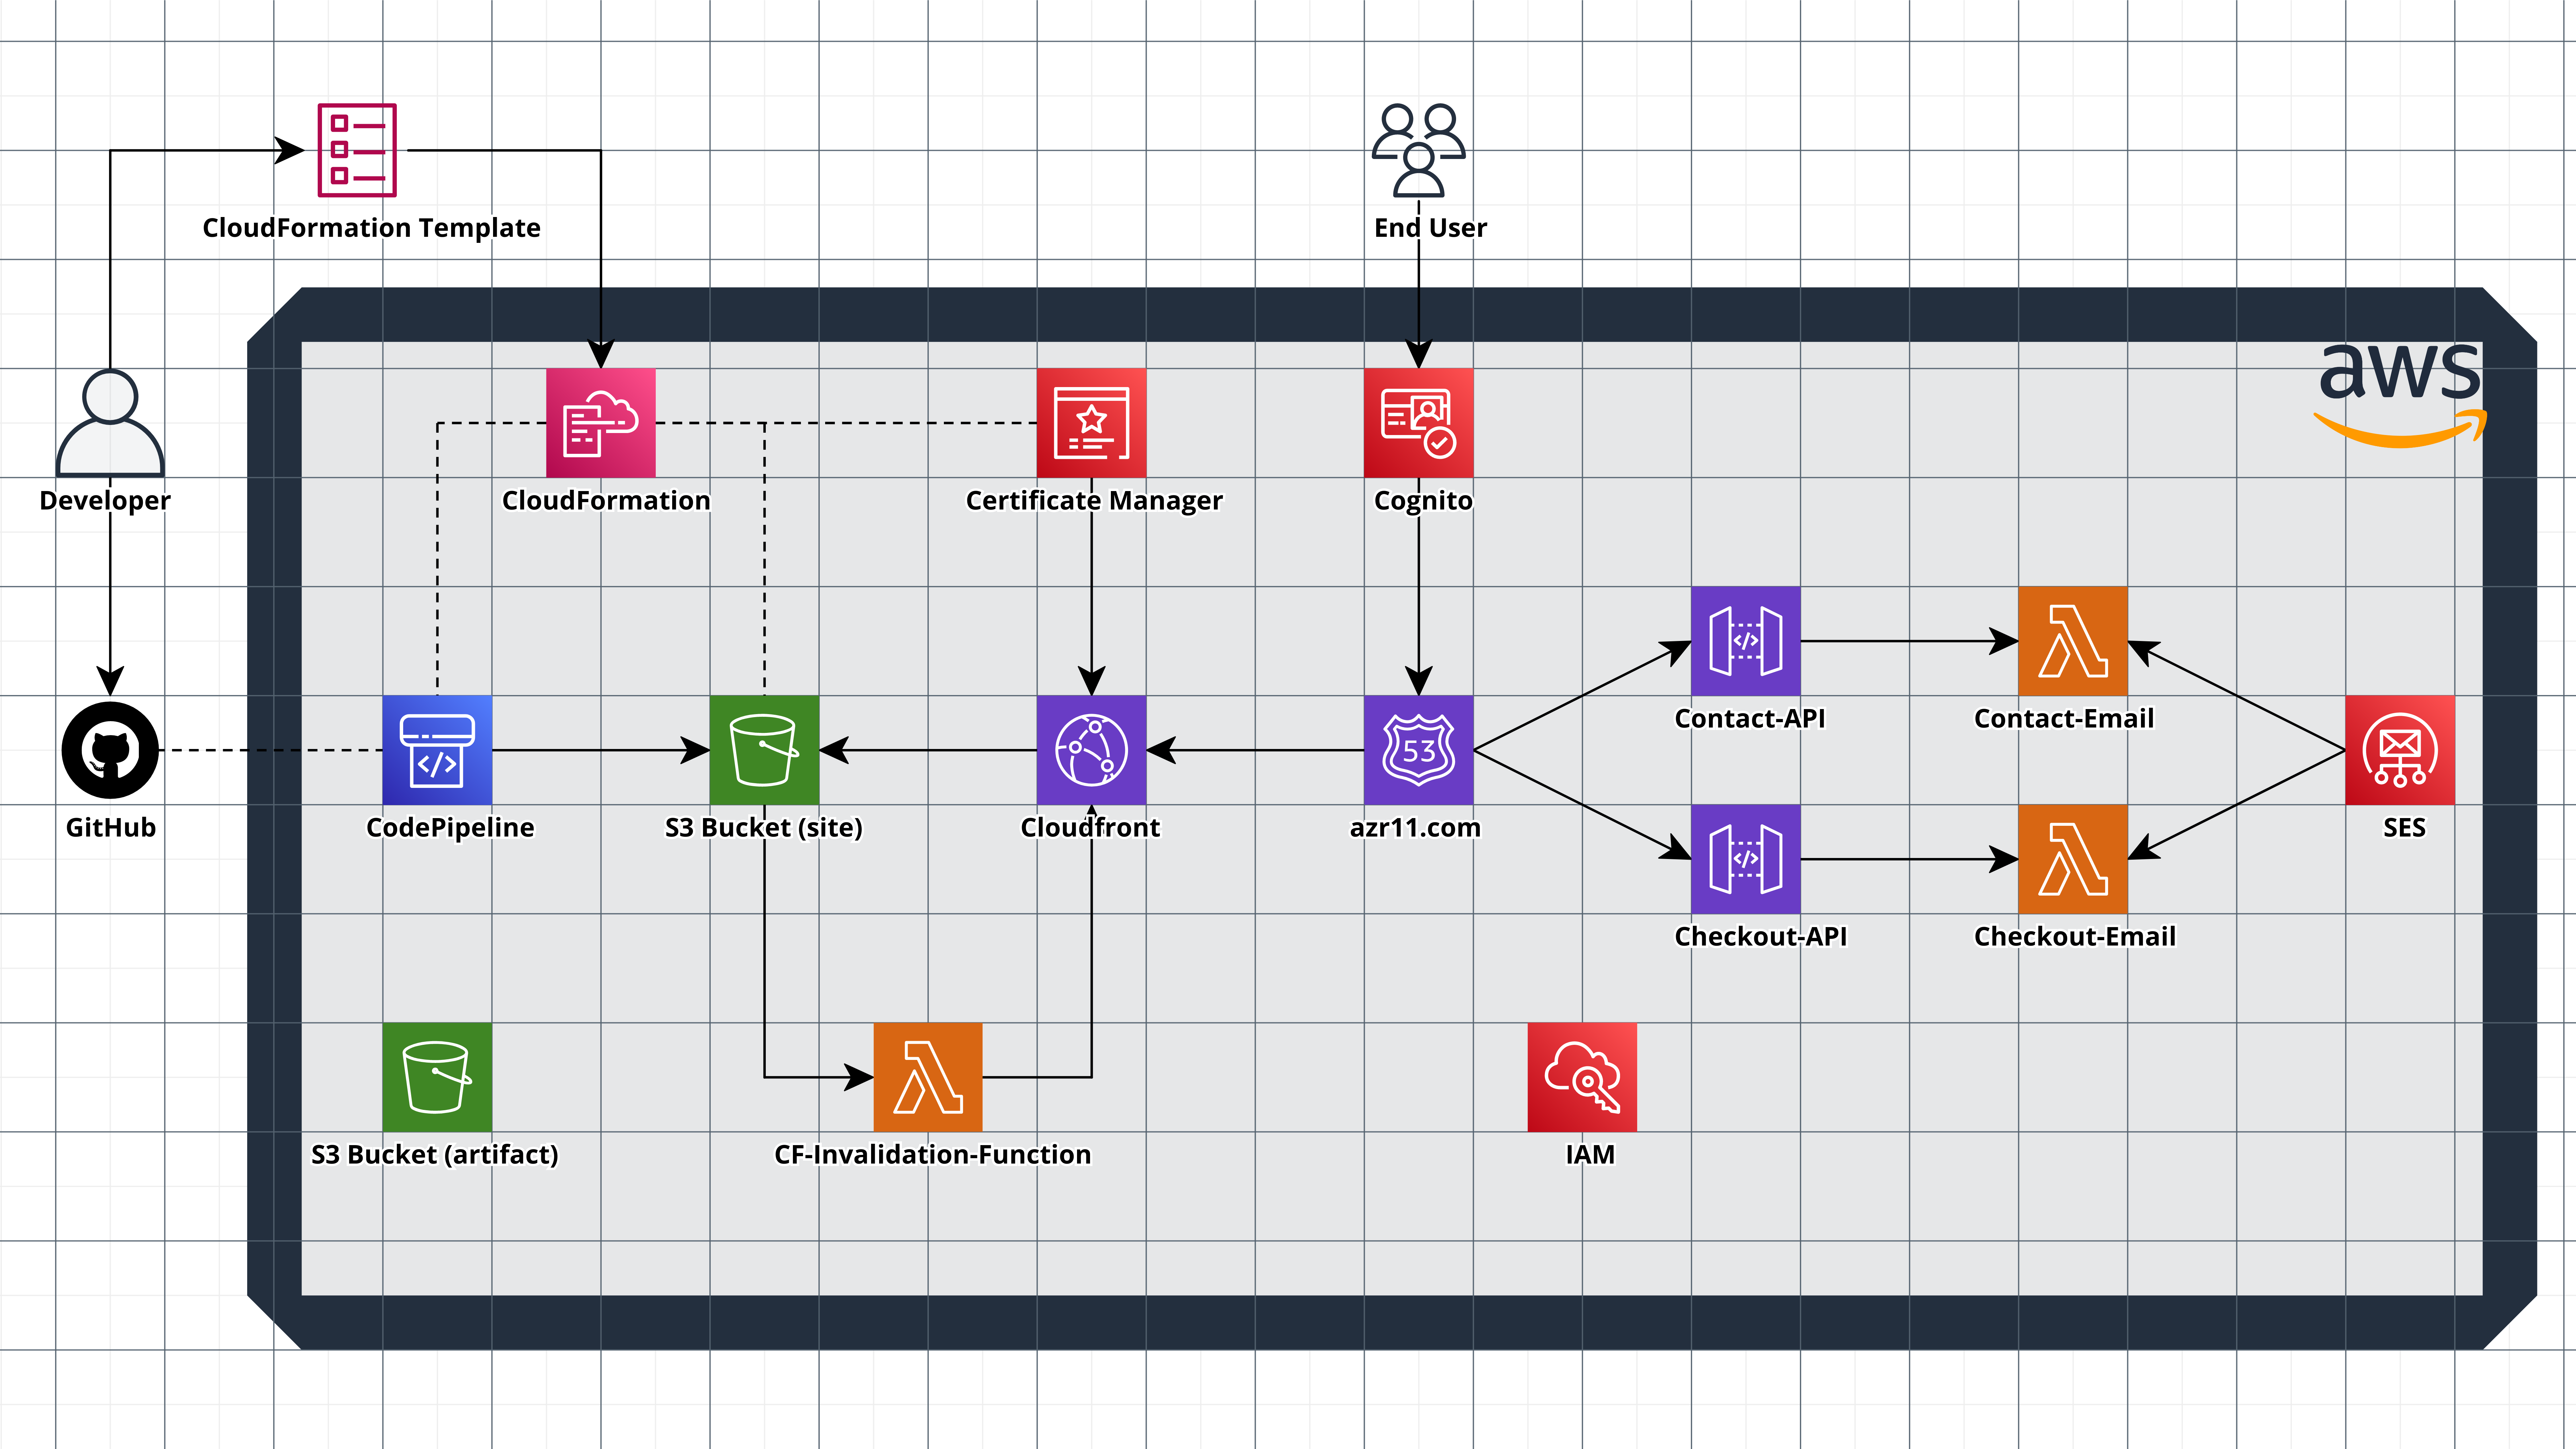 CloudFormation Template
End User
aws
Developer
CloudFormation
Certificate Manager
Cognito
Contact-API
Contact-Email
53
GitHub
CodePipeline
S3 Bucket (site)
Cloudfront
azr11.com
SES
Checkout-API
Checkout-Email
S3 Bucket (artifact)
CF-Invalidation-Function
IAM